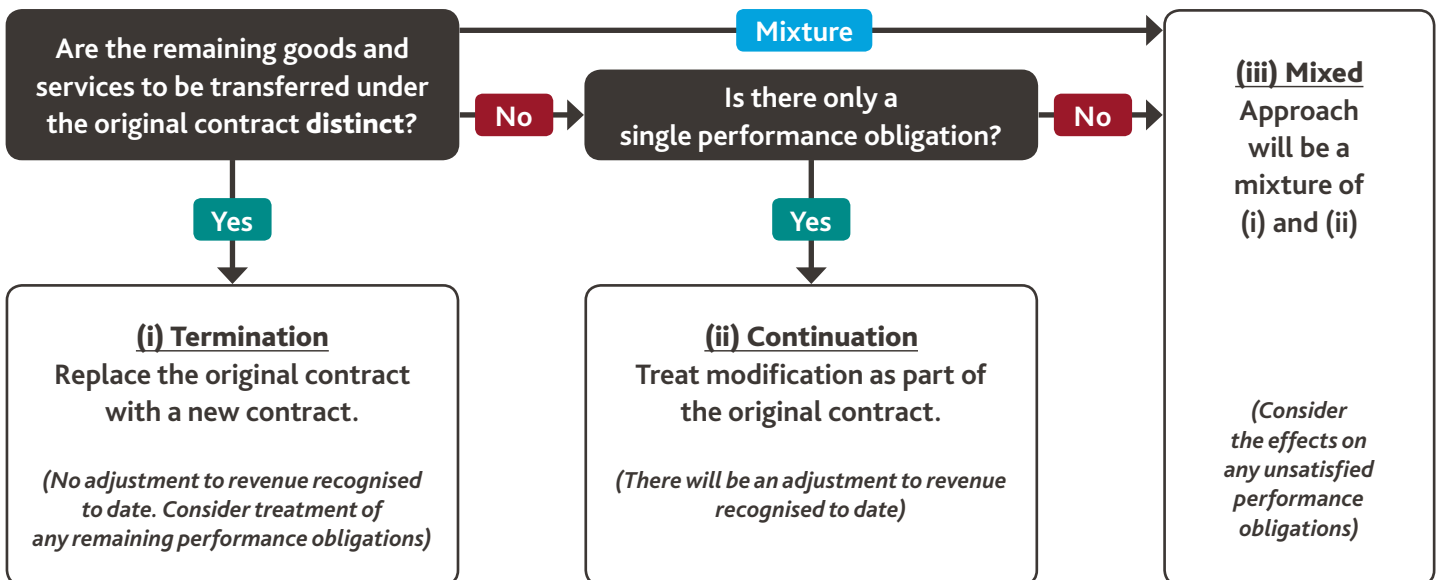 Are the remaining goods and
services to be transferred under
the original contract distinct?
Mixture
No
Is there only a
single performance obligation?
No
Yes
Yes
(i) Termination
Replace the original contract
with a new contract.
(No adjustment to revenue recognised
to date. Consider treatment of
any remaining performance obligations)
(ii) Continuation
Treat modification as part of
the original contract.
(There will be an adjustment to revenue
recognised to date)
(iii) Mixed
Approach
will be a
mixture of
(i) and (ii)
(Consider
the effects on
any unsatisfied
performance
obligations)